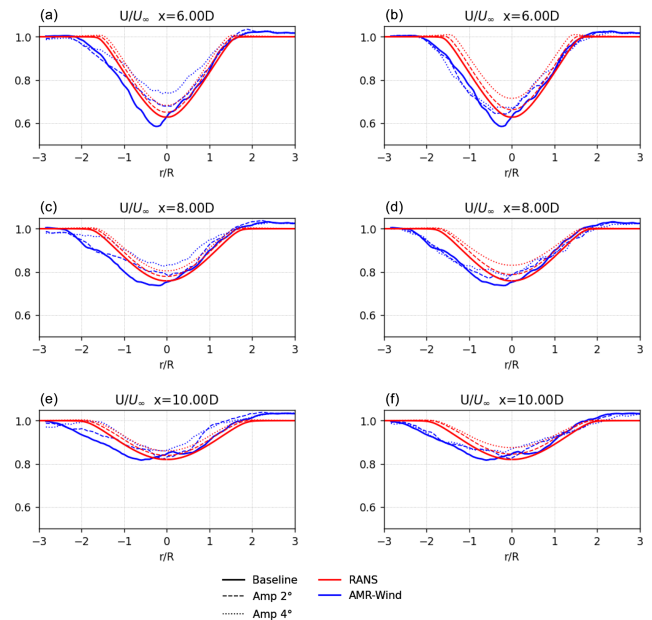 (a) U/U∞ x=6.00D
1.0
0.8
0.6
−3 −2 −1 0 1 2 3
r/R
(b) U/U∞ x=6.00D
1.0
0.8
0.6
−3 −2 −1 0 1 2 3
r/R
(c) U/U∞ x=8.00D
1.0
0.8
0.6
−3 −2 −1 0 1 2 3
r/R
(d) U/U∞ x=8.00D
1.0
0.8
0.6
−3 −2 −1 0 1 2 3
r/R
(e) U/U∞ x=10.00D
1.0
0.8
0.6
−3 −2 −1 0 1 2 3
r/R
(f) U/U∞ x=10.00D
1.0
0.8
0.6
−3 −2 −1 0 1 2 3
r/R
Baseline
Amp 2°
Amp 4°
RANS
AMR-Wind